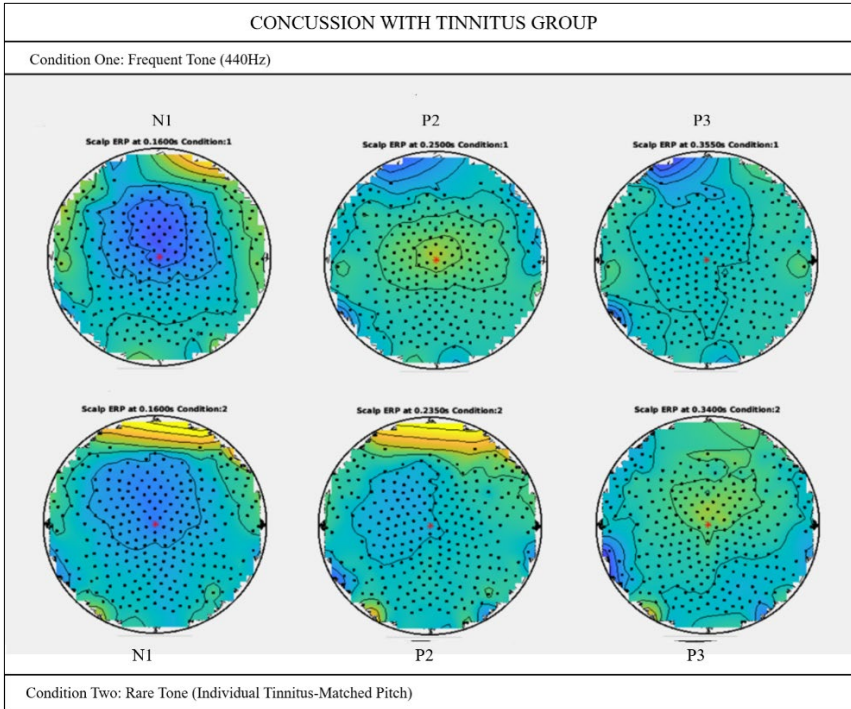 CONCUSSION WITH TINNITUS GROUP
Condition One: Frequent Tone (440Hz)
N1
P2
P3
Scalp ERP at 0.1600s Condition:1
Scalp ERP at 0.2500s Condition:1
Scalp ERP at 0.3550s Condition:1
Scalp ERP at 0.1600s Condition:2
Scalp ERP at 0.2350s Condition:2
Scalp ERP at 0.3400s Condition:2
N1
P2
P3
Condition Two: Rare Tone (Individual Tinnitus-Matched Pitch)